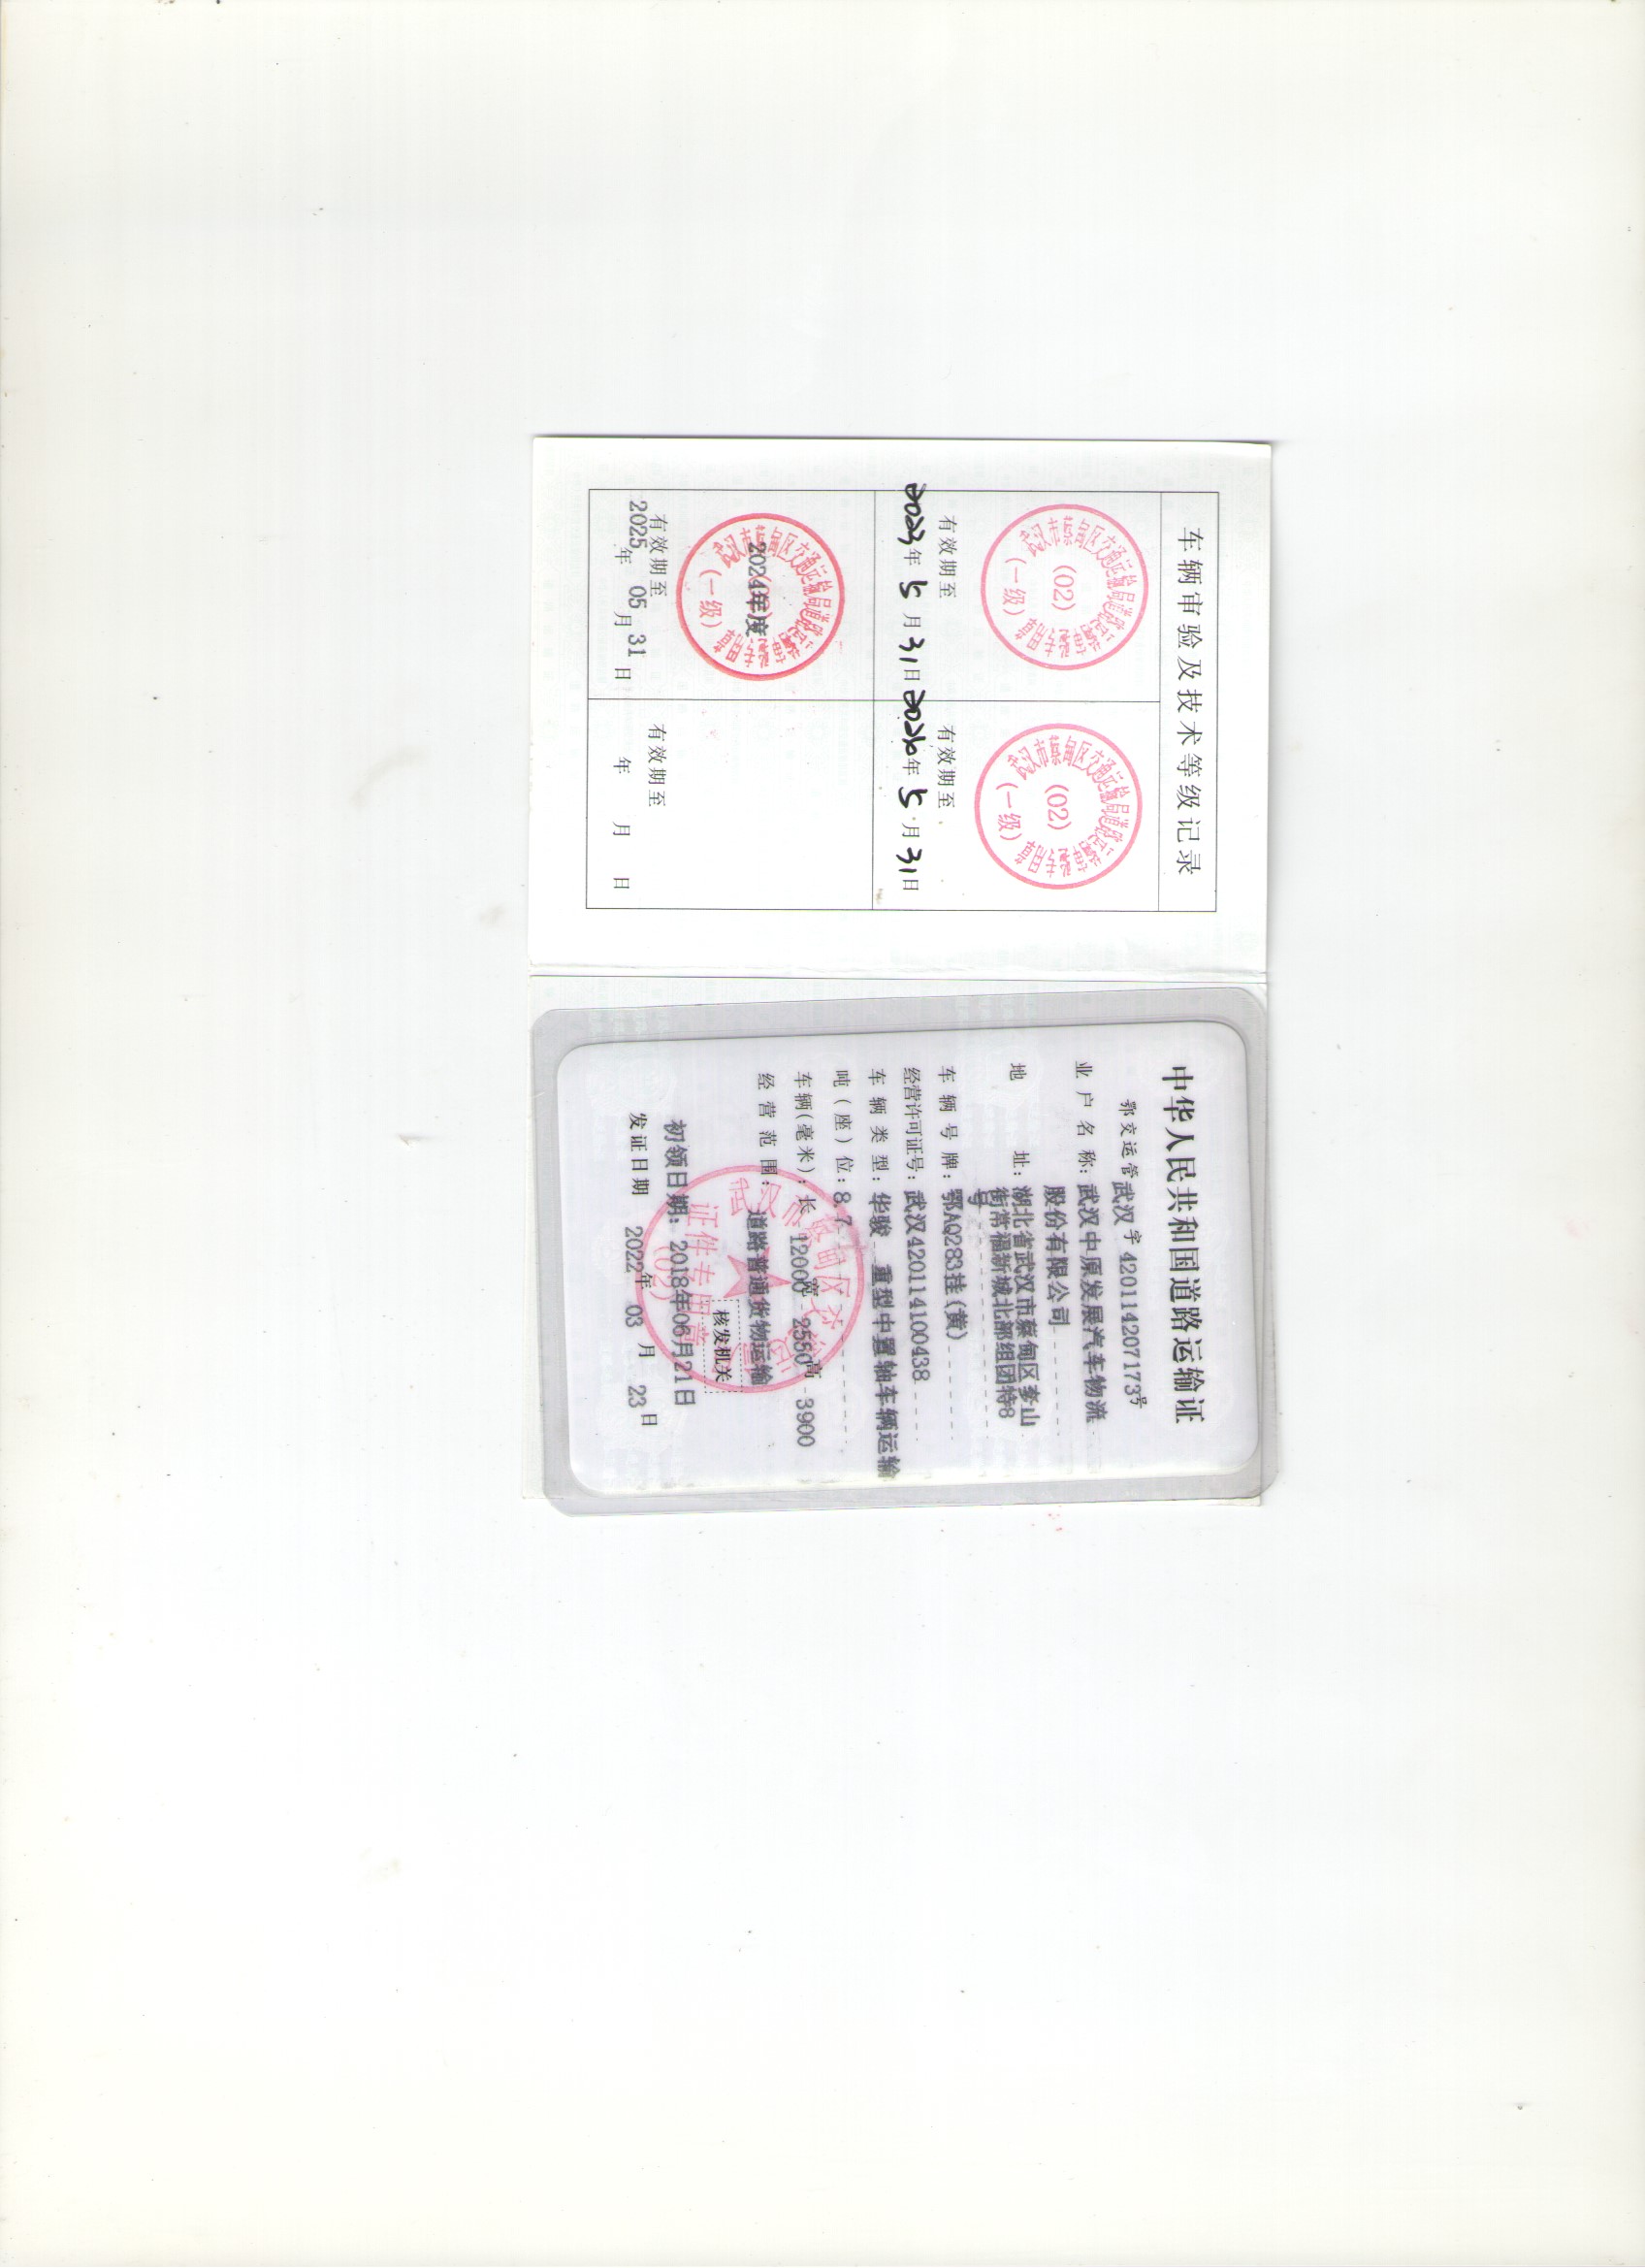 车辆审验及技术等级记录
(02)
(一级)
有效期至
2023年5月31日
(02)
(一级)
有效期至
年5月31日
2024年度
(一级)
有效期至
2025年05月31日
有效期至
年 月 日
中华人民共和国道路运输证
鄂交运管武汉字420114207173号
业户名称:武汉中原发展汽车物流
股份有限公司
地址:湖北省武汉市蔡甸区奓山
街常福新城北部组团特8
号
车辆号牌:鄂AQ283挂(黄)
经营许可证号:武汉420114100438
车辆类型:华骏 重型中置轴车辆运输
吨(座)位:8.7
车辆(毫米):长 12000 宽 2550 高 3900
经营范围:道路普通货物运输
核发机关
证件专用章
(02)
初领日期:2018年06月21日
发证日期 2022年 03月 23日